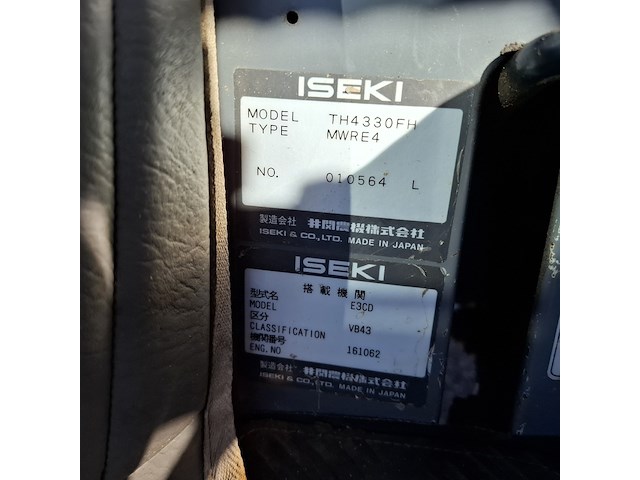 ISEKI
MODEL TH4330FH
TYPE MWRE4
NO. 010564 L
製造会社 井関農機株式会社
ISEKI & CO.,LTD. MADE IN JAPAN
ISEKI
型式名 搭載機関
MODEL E3CD
区分
CLASSIFICATION VB43
機関番号
ENG.NO 161062
製造会社 井関農機株式会社
ISEKI & CO.,LTD. MADE IN JAPAN